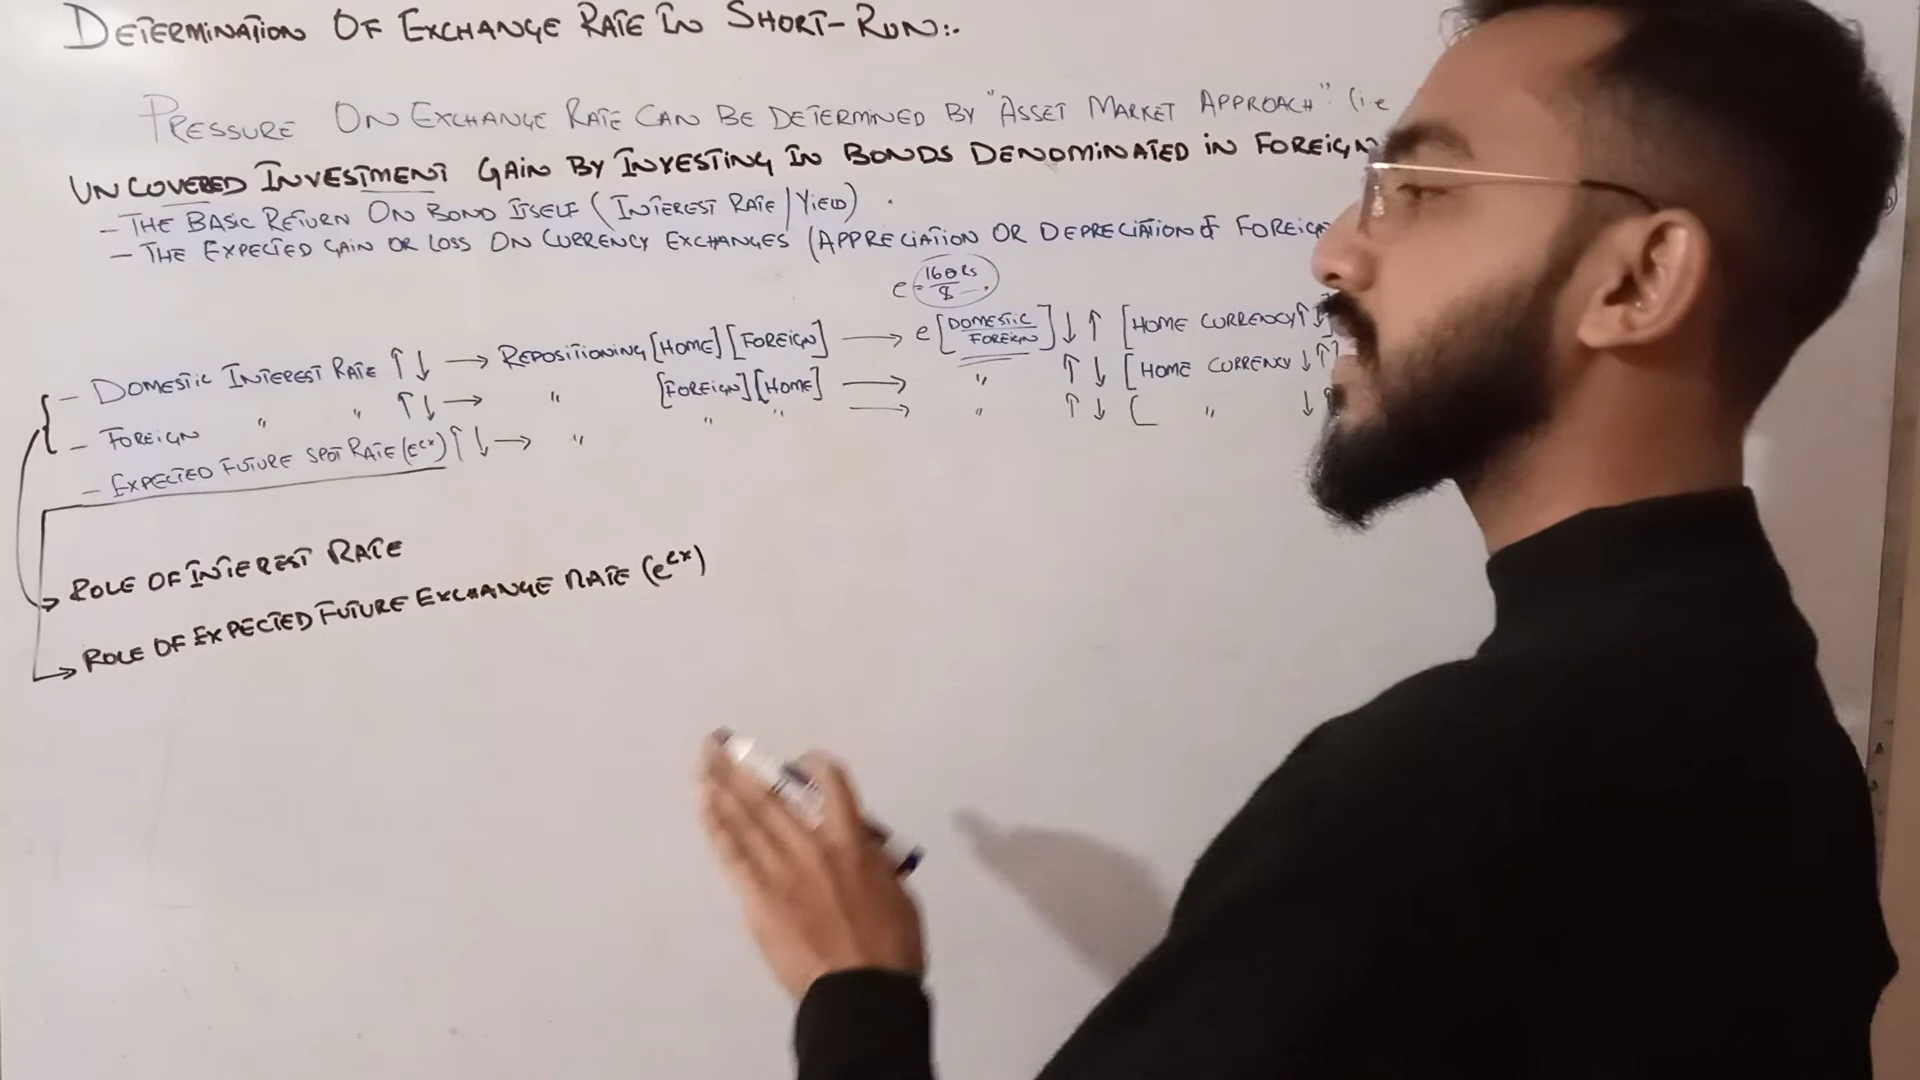 DETERMINATION OF EXCHANGE RATE IN SHORT-RUN:-
PRESSURE ON EXCHANGE RATE CAN BE DETERMINED BY "ASSET MARKET APPROACH" (i.e
UNCOVERED INVESTMENT GAIN BY INVESTING IN BONDS DENOMINATED IN FOREIGN
- THE BASIC RETURN ON BOND ITSELF (INTEREST RATE/YIELD).
- THE EXPECTED GAIN OR LOSS ON CURRENCY EXCHANGES (APPRECIATION OR DEPRECIATION OF FOREIGN
e = 160Rs/$.
- DOMESTIC INTEREST RATE ↑↓ → REPOSITIONING [HOME][FOREIGN] → e[DOMESTIC/FOREIGN]↓↑ [HOME CURRENCY↑↓]
- FOREIGN " " ↑↓ → " [FOREIGN][HOME] → " ↑↓ [HOME CURRENCY↓↑]
- EXPECTED FUTURE SPOT RATE (e^ex)↑↓ → " " " → " ↑↓ [ " ↓
→ ROLE OF INTEREST RATE
→ ROLE OF EXPECTED FUTURE EXCHANGE RATE (e^ex)